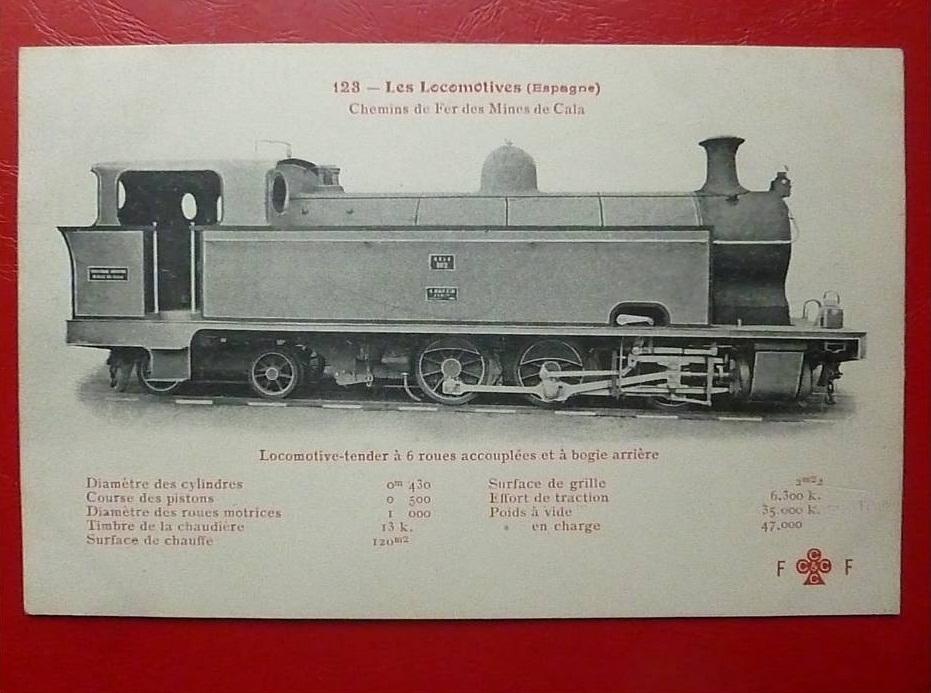 123 — Les Locomotives (Espagne)
Chemins de Fer des Mines de Cala
Locomotive-tender à 6 roues accouplées et à bogie arrière
Diamètre des cylindres 0m 430
Course des pistons 0 500
Diamètre des roues motrices 1 000
Timbre de la chaudière 13 k.
Surface de chauffe 120m2
Surface de grille 2m22
Effort de traction 6.300 k.
Poids à vide 35.000 k.
» en charge 47.000
F C C & C C F